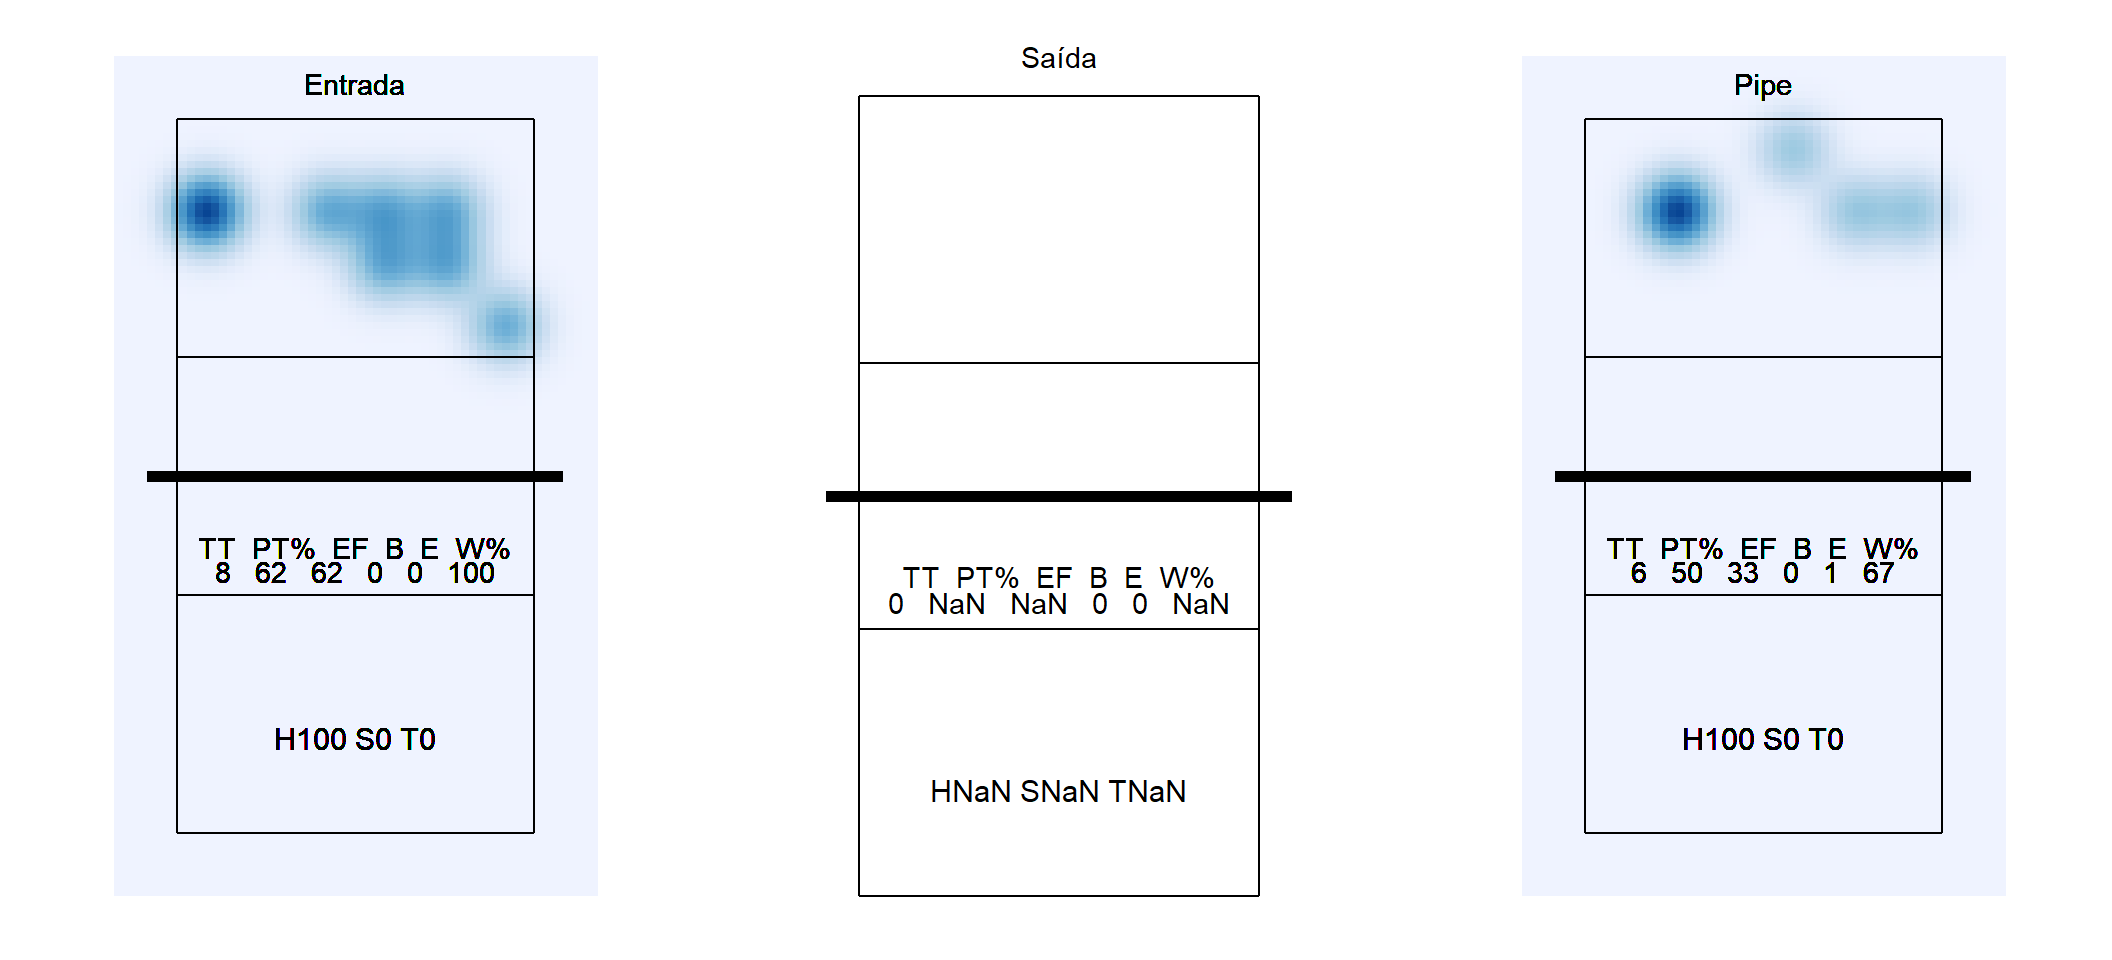 Entrada
TT PT% EF B E W%
8 62 62 0 0 100
H100 S0 T0
Saída
TT PT% EF B E W%
0 NaN NaN 0 0 NaN
HNaN SNaN TNaN
Pipe
TT PT% EF B E W%
6 50 33 0 1 67
H100 S0 T0